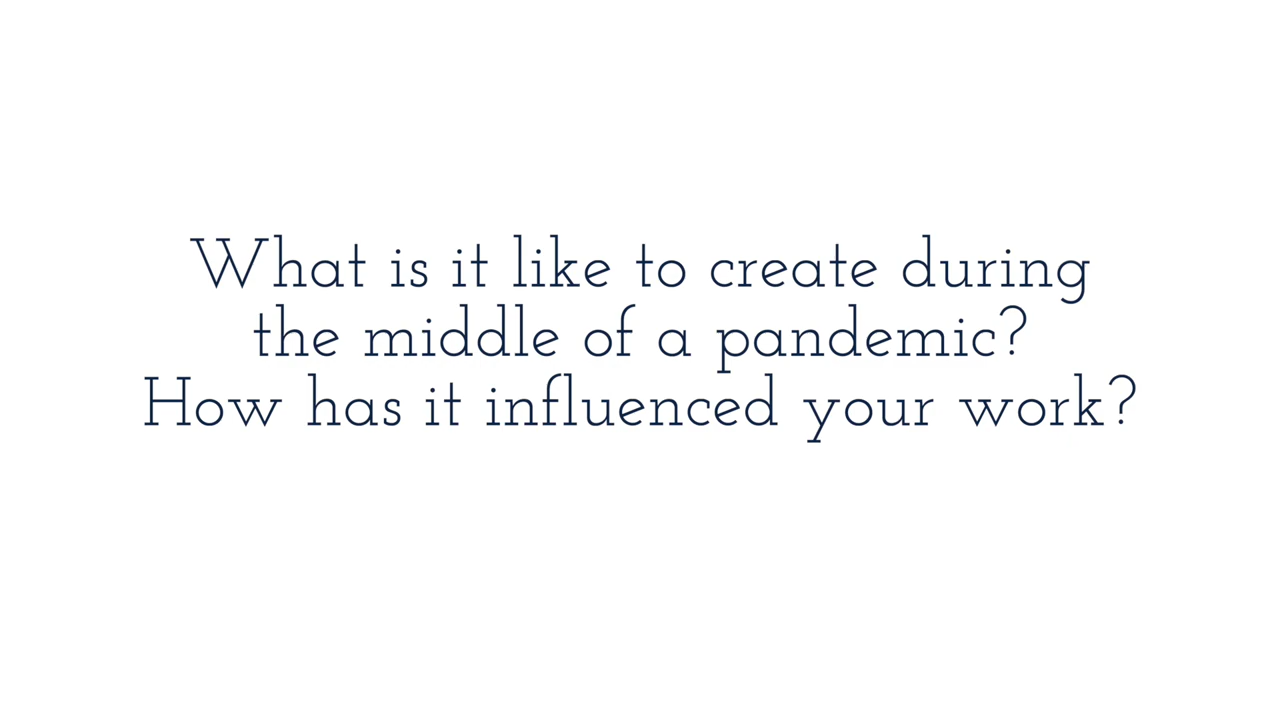 What is it like to create during
the middle of a pandemic?
How has it influenced your work?